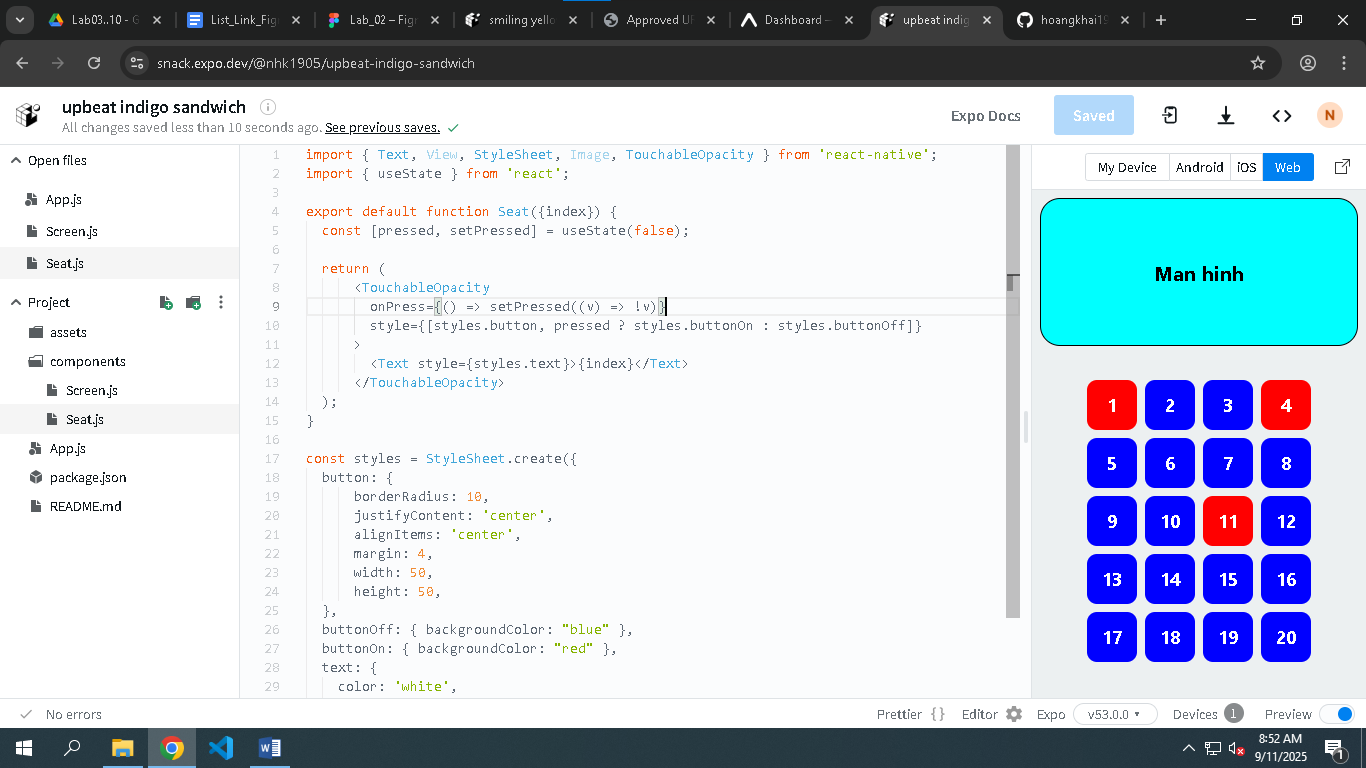 Lab03..10 - G
List_Link_Fig
Lab_02 – Figm
smiling yello
Approved UR
Dashboard –
upbeat indig
hoangkhai19
snack.expo.dev/@nhk1905/upbeat-indigo-sandwich
upbeat indigo sandwich
All changes saved less than 10 seconds ago. See previous saves.
Expo Docs
Saved
N
Open files
App.js
Screen.js
Seat.js
Project
assets
components
Screen.js
Seat.js
App.js
package.json
README.md
1 import { Text, View, StyleSheet, Image, TouchableOpacity } from 'react-native';
2 import { useState } from 'react';
3
4 export default function Seat({index}) {
5 const [pressed, setPressed] = useState(false);
6
7 return (
8 <TouchableOpacity
9 onPress={() => setPressed((v) => !v)}
10 style={[styles.button, pressed ? styles.buttonOn : styles.buttonOff]}
11 >
12 <Text style={styles.text}>{index}</Text>
13 </TouchableOpacity>
14 );
15 }
16
17 const styles = StyleSheet.create({
18 button: {
19 borderRadius: 10,
20 justifyContent: 'center',
21 alignItems: 'center',
22 margin: 4,
23 width: 50,
24 height: 50,
25 },
26 buttonOff: { backgroundColor: "blue" },
27 buttonOn: { backgroundColor: "red" },
28 text: {
29 color: 'white',
My Device Android iOS Web
Man hinh
1 2 3 4
5 6 7 8
9 10 11 12
13 14 15 16
17 18 19 20
No errors
Prettier {} Editor Expo v53.0.0 Devices 1 Preview
8:52 AM
9/11/2025
1